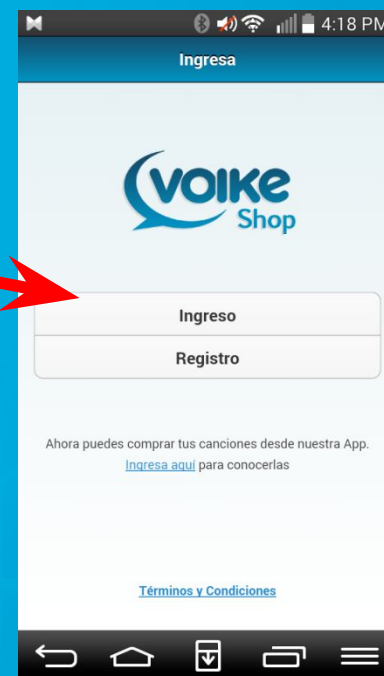 4:18 PM
Ingresa
VOIKE
Shop
Ingreso
Registro
Ahora puedes comprar tus canciones desde nuestra App.
Ingresa aquí para conocerlas
Términos y Condiciones